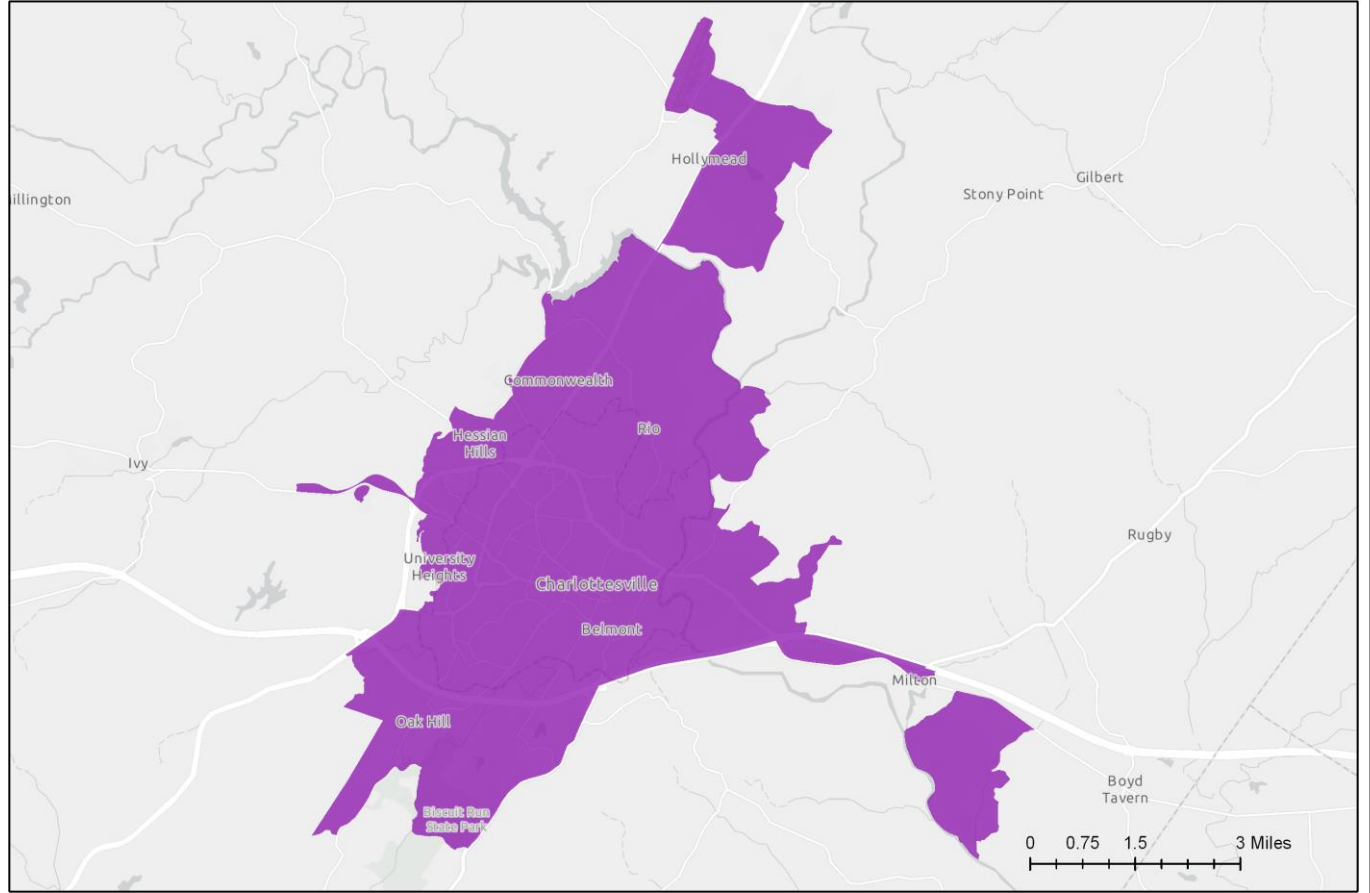 Hollymead
Gilbert
Stony Point
illington
Commonwealth
Rio
Hessian
Hills
Ivy
Rugby
University
Heights
Charlottesville
Belmont
Milton
Oak Hill
Boyd
Tavern
Biscuit Run
State Park
0 0.75 1.5 3 Miles